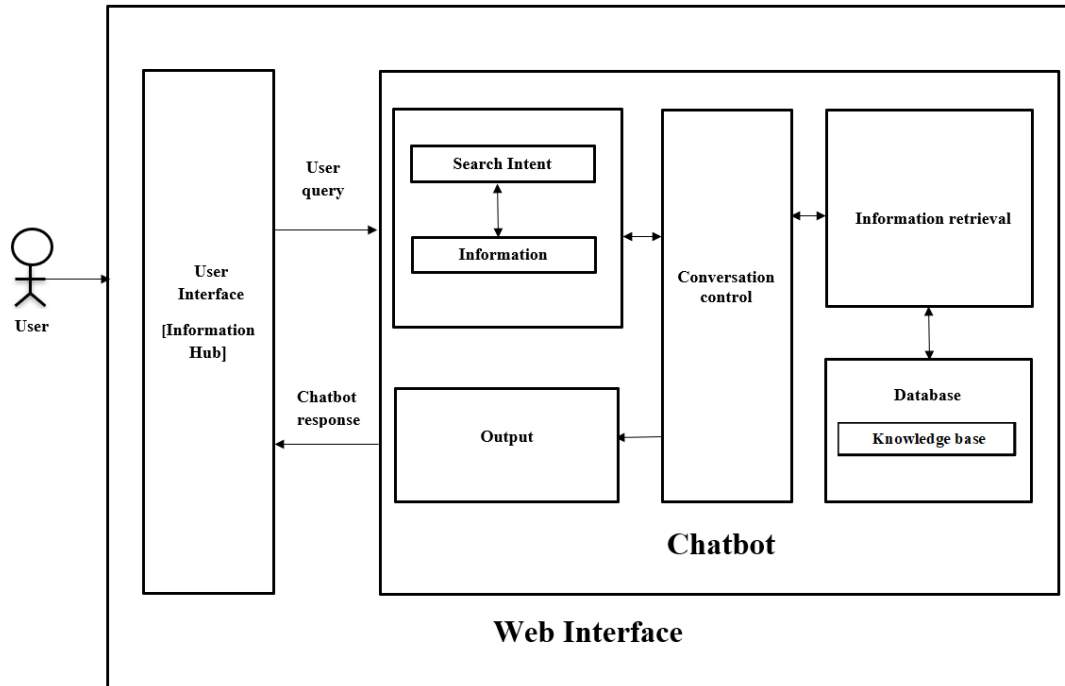 User
User
Interface
[Information
Hub]
User
query
Chatbot
response
Search Intent
Information
Output
Conversation
control
Information retrieval
Database
Knowledge base
Chatbot
Web Interface